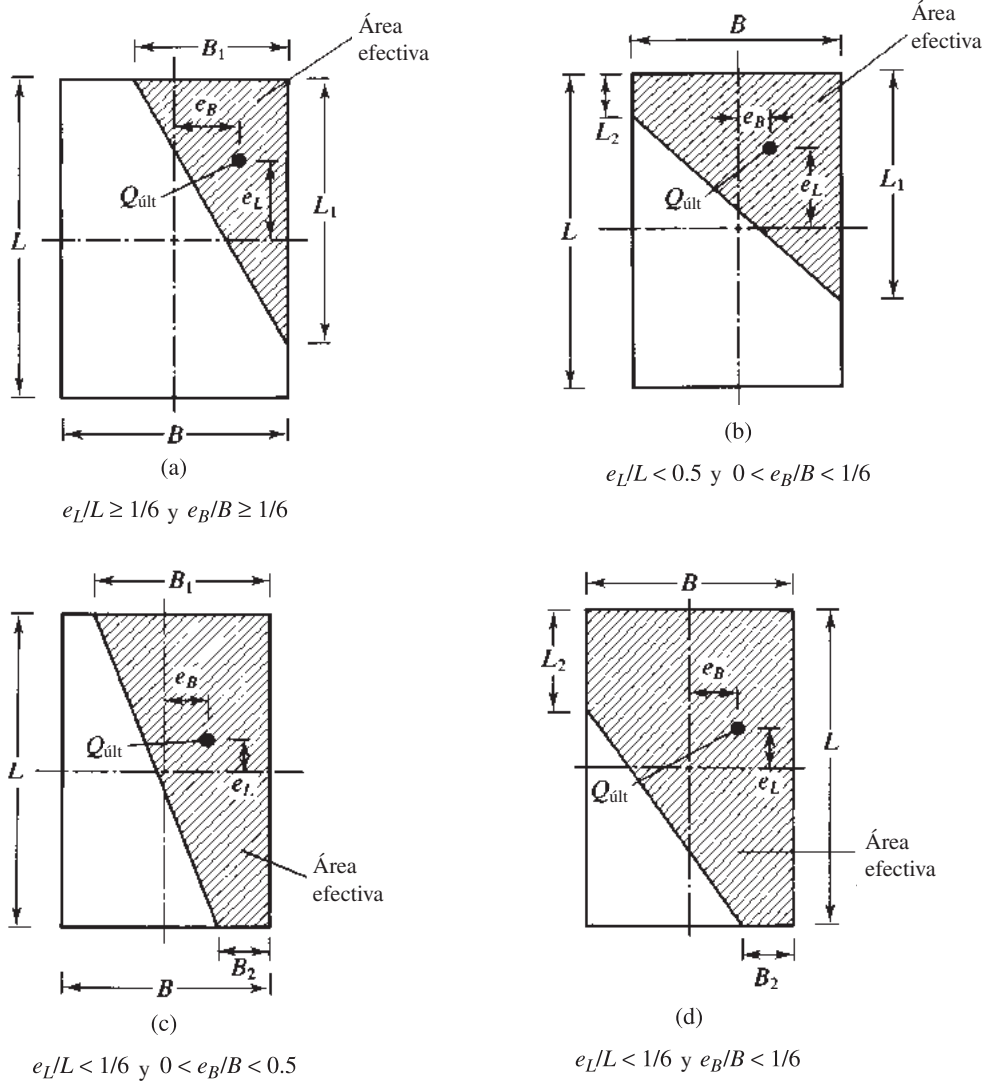 B₁
Área
efectiva
e_B
Q_últ
e_L
L₁
L
B
(a)
e_L/L ≥ 1/6 y e_B/B ≥ 1/6
B
Área
efectiva
L₂
e_B
Q_últ
e_L
L₁
L
(b)
e_L/L < 0.5 y 0 < e_B/B < 1/6
B₁
e_B
Q_últ
e_L
L
Área
efectiva
B₂
B
(c)
e_L/L < 1/6 y 0 < e_B/B < 0.5
B
L₂
e_B
L
e_L
Q_últ
Área
efectiva
B₂
(d)
e_L/L < 1/6 y e_B/B < 1/6